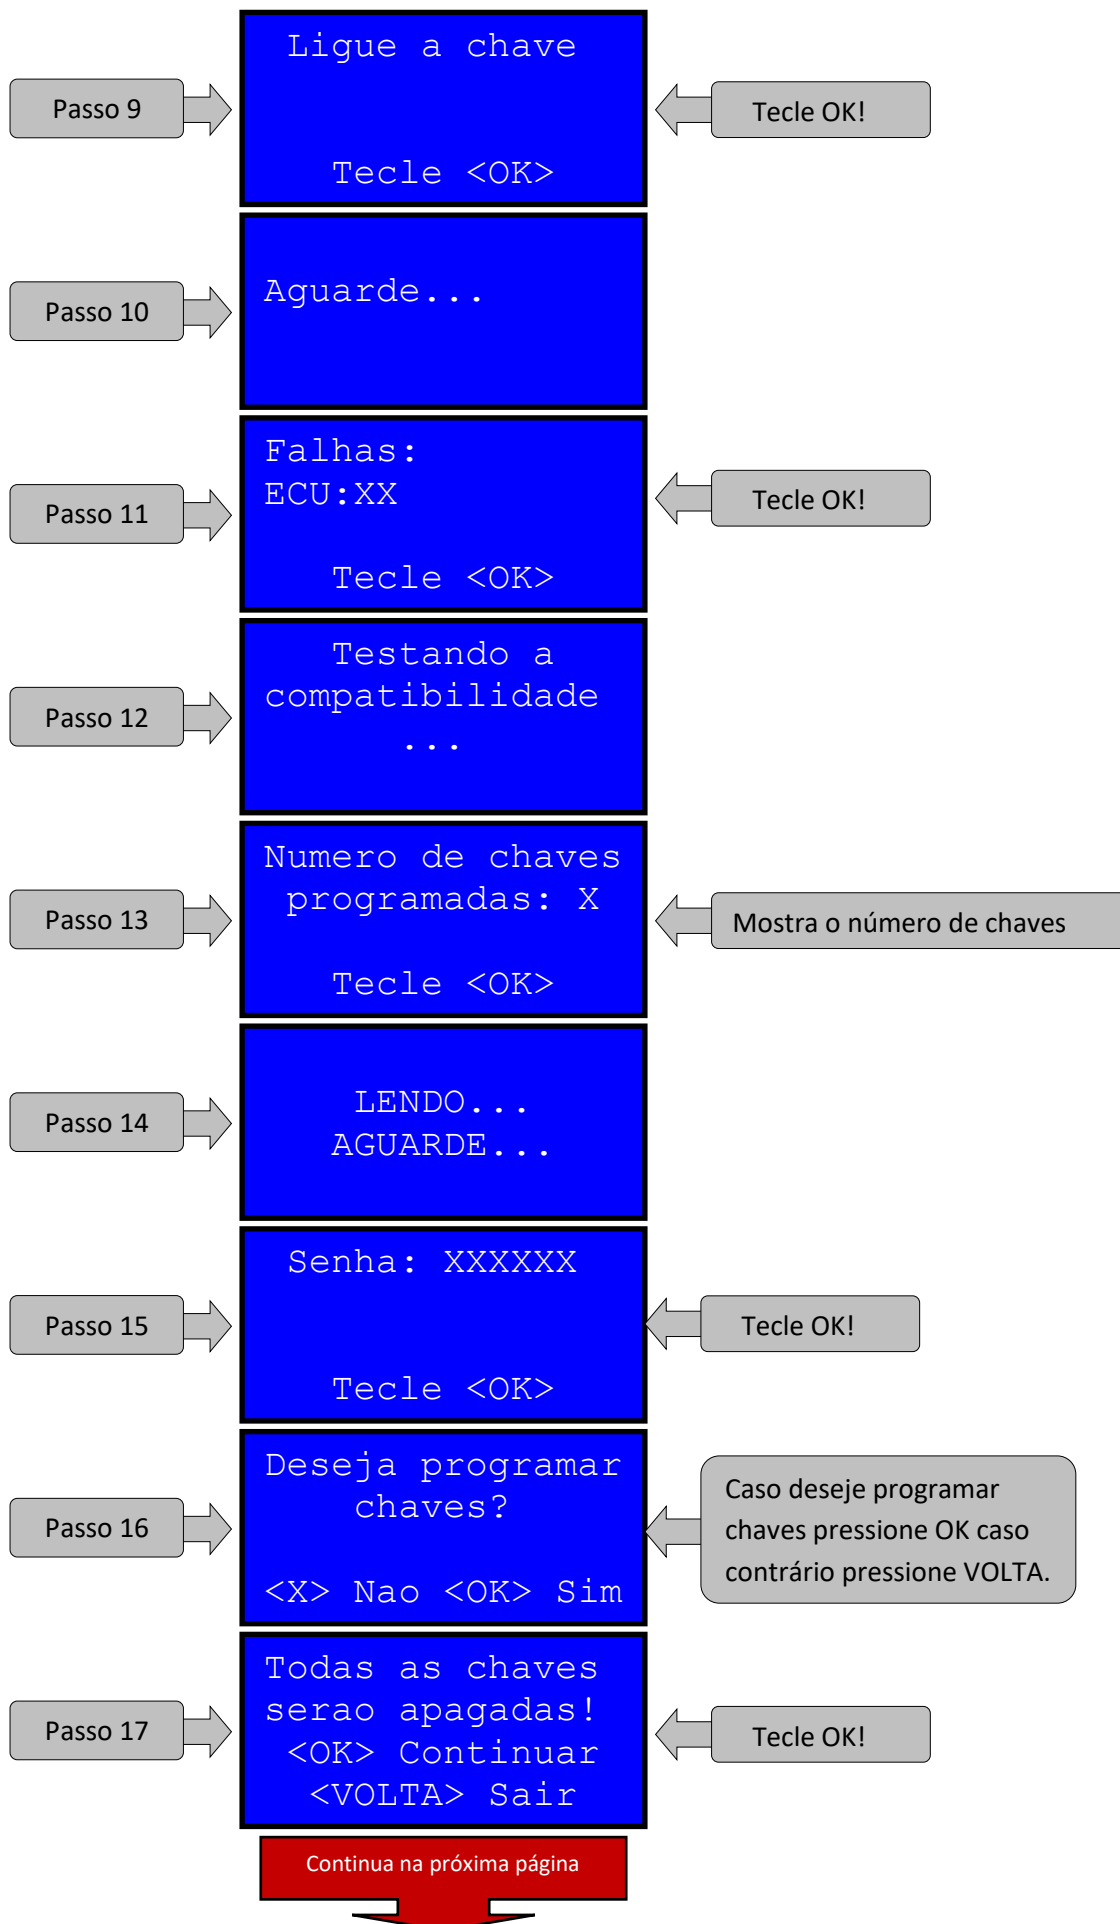 Passo 9
Ligue a chave
Tecle <OK>
Tecle OK!
Passo 10
Aguarde...
Passo 11
Falhas:
ECU:XX
Tecle <OK>
Tecle OK!
Passo 12
Testando a
compatibilidade
...
Passo 13
Numero de chaves
programadas: X
Tecle <OK>
Mostra o número de chaves
Passo 14
LENDO...
AGUARDE...
Passo 15
Senha: XXXXXX
Tecle <OK>
Tecle OK!
Passo 16
Deseja programar
chaves?
<X> Nao <OK> Sim
Caso deseje programar
chaves pressione OK caso
contrário pressione VOLTA.
Passo 17
Todas as chaves
serao apagadas!
<OK> Continuar
<VOLTA> Sair
Tecle OK!
Continua na próxima página